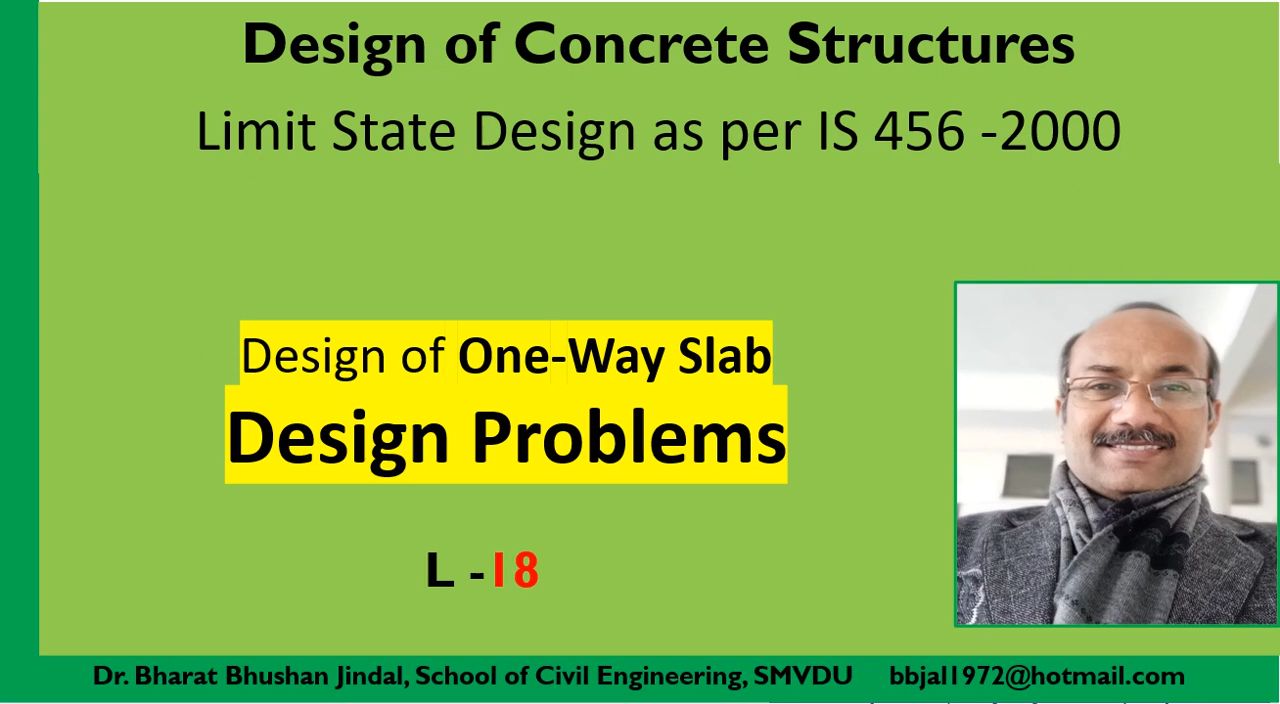 Design of Concrete Structures
Limit State Design as per IS 456 -2000
Design of One-Way Slab
Design Problems
L -18
Dr. Bharat Bhushan Jindal, School of Civil Engineering, SMVDU bbjal1972@hotmail.com